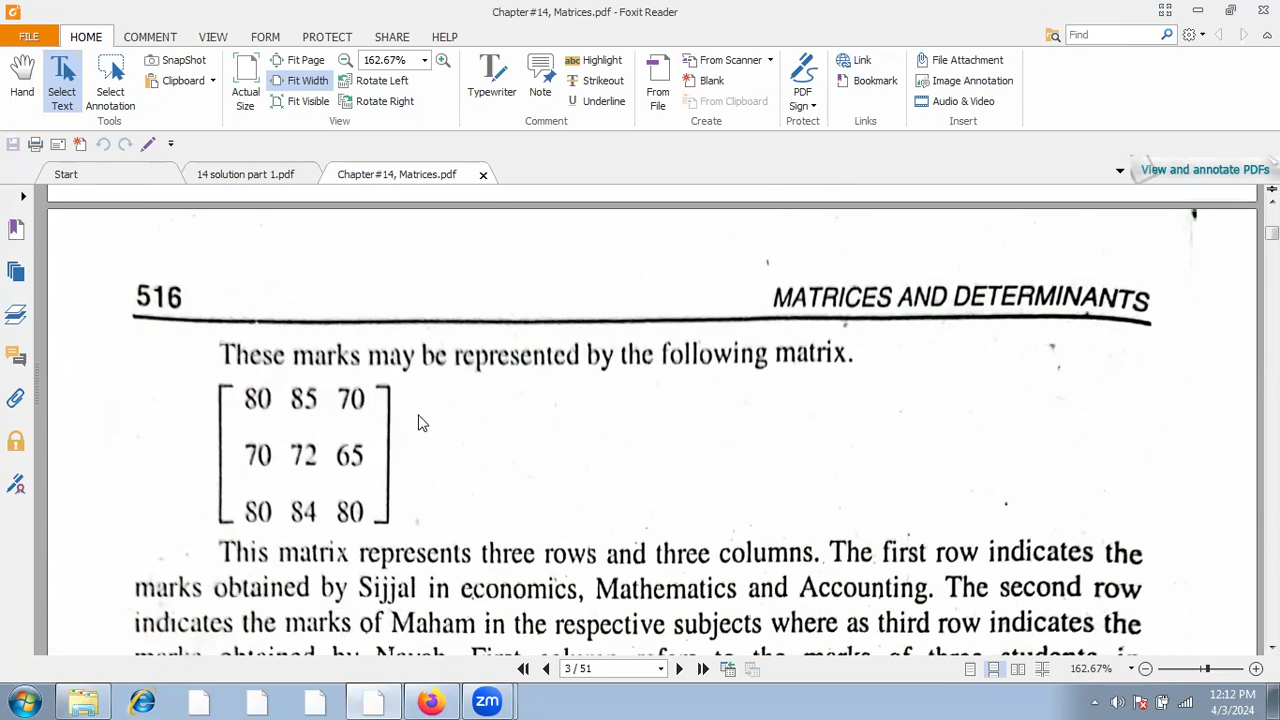 Chapter#14, Matrices.pdf - Foxit Reader
FILE HOME COMMENT VIEW FORM PROTECT SHARE HELP
Find
Hand
Select Text
Select Annotation
SnapShot
Clipboard
Tools
Actual Size
Fit Page
Fit Width
Fit Visible
162.67%
Rotate Left
Rotate Right
View
Typewriter
Note
Highlight
Strikeout
Underline
Comment
From File
From Scanner
Blank
From Clipboard
Create
PDF Sign
Protect
Link
Bookmark
Links
File Attachment
Image Annotation
Audio & Video
Insert
Start
14 solution part 1.pdf
Chapter#14, Matrices.pdf
View and annotate PDFs
516 MATRICES AND DETERMINANTS
These marks may be represented by the following matrix.
80 85 70
70 72 65
80 84 80
This matrix represents three rows and three columns. The first row indicates the
marks obtained by Sijjal in economics, Mathematics and Accounting. The second row
indicates the marks of Maham in the respective subjects where as third row indicates the
3 / 51
162.67%
zm
12:12 PM
4/3/2024